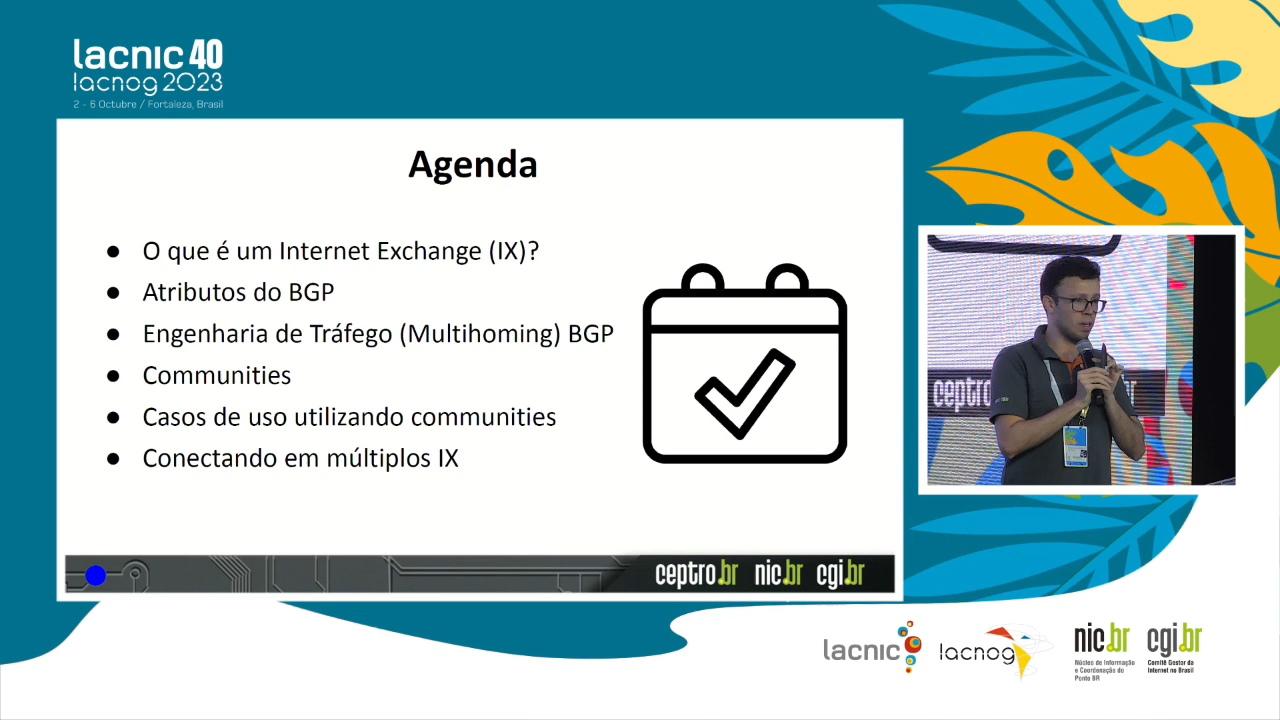 lacnic 40
lacnog 2023
2 - 6 Octubre / Fortaleza, Brasil
Agenda
● O que é um Internet Exchange (IX)?
● Atributos do BGP
● Engenharia de Tráfego (Multihoming) BGP
● Communities
● Casos de uso utilizando communities
● Conectando em múltiplos IX
ceptro.br nic.br cgi.br
ceptro
lacnic
lacnog
nic.br
Núcleo de Informação
e Coordenação do
Ponto BR
cgi.br
Comitê Gestor da
Internet no Brasil